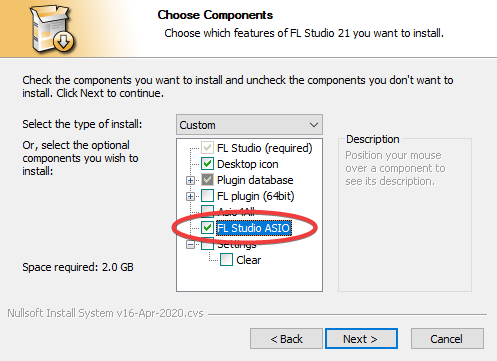 Choose Components
Choose which features of FL Studio 21 you want to install.
Check the components you want to install and uncheck the components you don't want to
install. Click Next to continue.
Select the type of install:
Custom
Or, select the optional
components you wish to
install:
FL Studio (required)
Desktop icon
Plugin database
FL plugin (64bit)
Asio4All
FL Studio ASIO
Settings
Clear
Description
Position your mouse
over a component to
see its description.
Space required: 2.0 GB
Nullsoft Install System v16-Apr-2020.cvs
< Back
Next >
Cancel